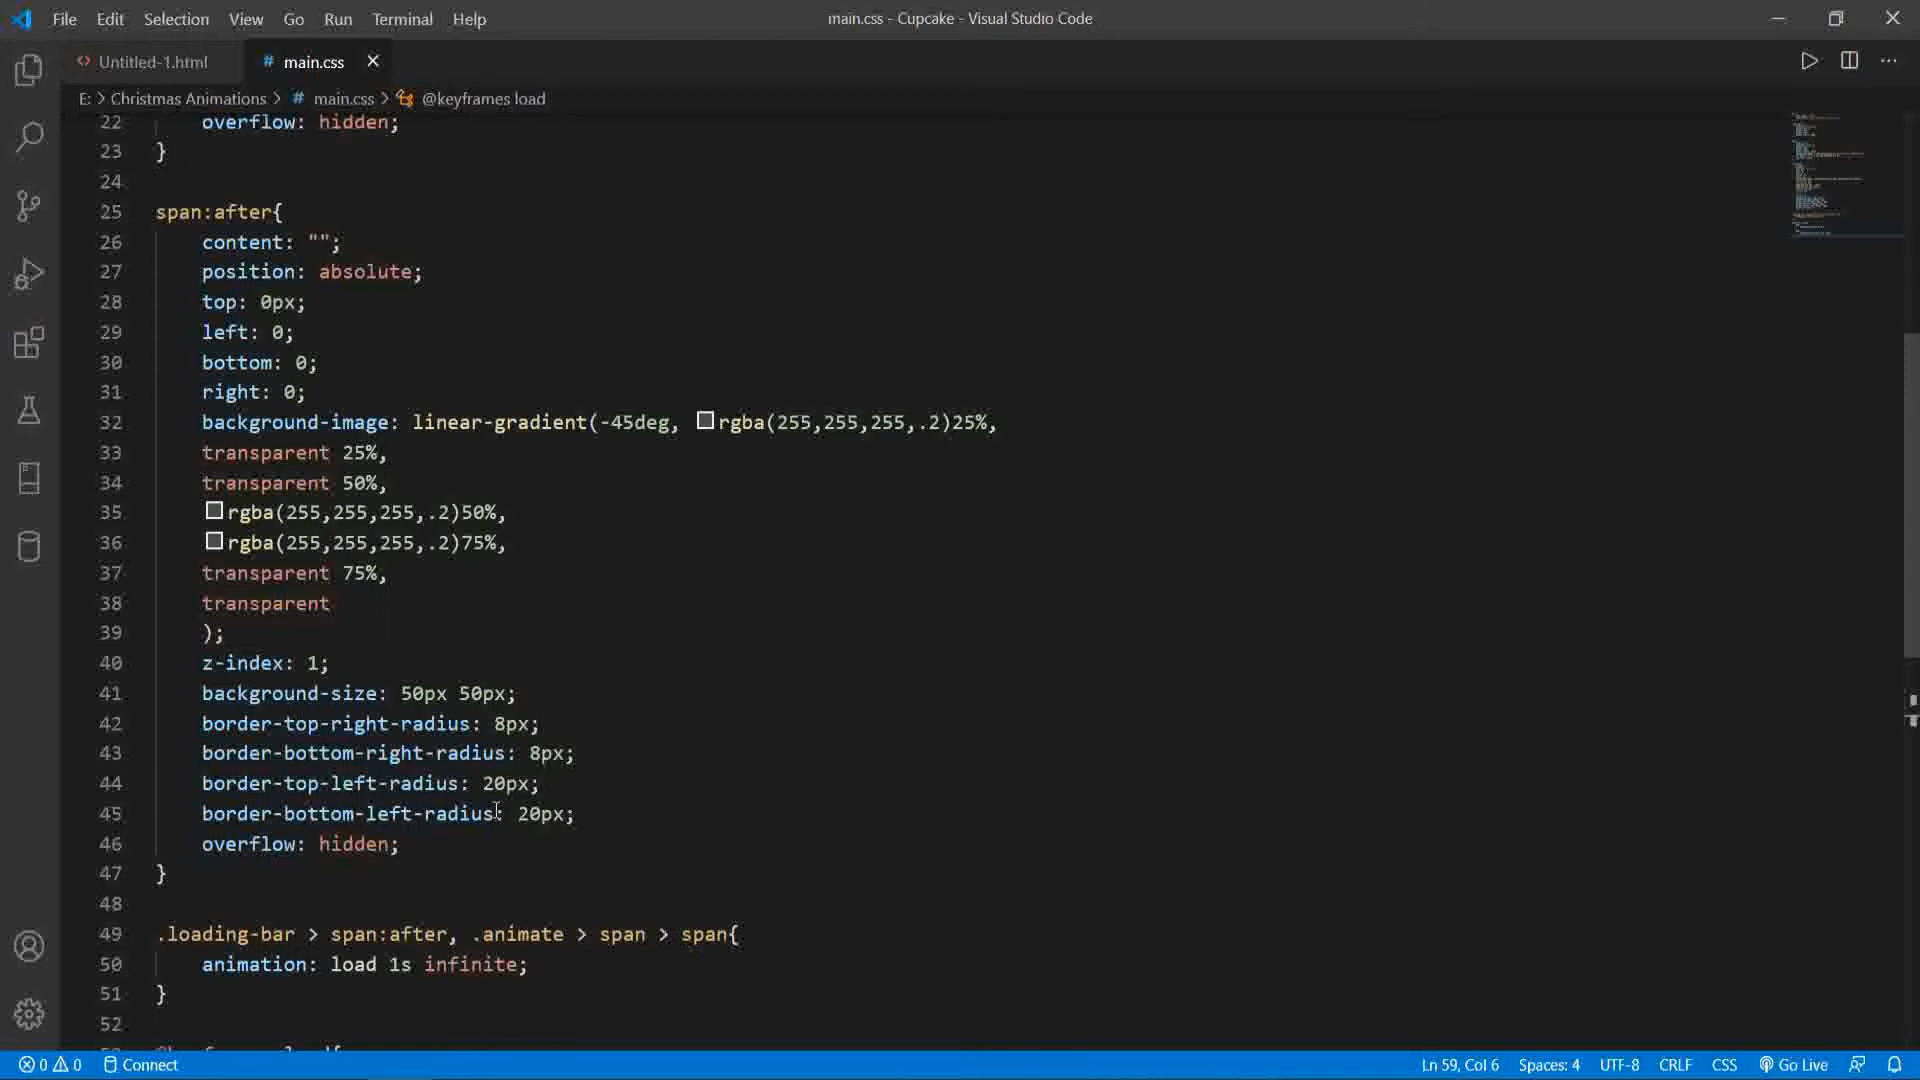 File Edit Selection View Go Run Terminal Help
main.css - Cupcake - Visual Studio Code
Untitled-1.html
# main.css
E: > Christmas Animations > # main.css > @keyframes load
22 overflow: hidden;
23 }
24
25 span:after{
26 content: "";
27 position: absolute;
28 top: 0px;
29 left: 0;
30 bottom: 0;
31 right: 0;
32 background-image: linear-gradient(-45deg, rgba(255,255,255,.2)25%,
33 transparent 25%,
34 transparent 50%,
35 rgba(255,255,255,.2)50%,
36 rgba(255,255,255,.2)75%,
37 transparent 75%,
38 transparent
39 );
40 z-index: 1;
41 background-size: 50px 50px;
42 border-top-right-radius: 8px;
43 border-bottom-right-radius: 8px;
44 border-top-left-radius: 20px;
45 border-bottom-left-radius: 20px;
46 overflow: hidden;
47 }
48
49 .loading-bar > span:after, .animate > span > span{
50 animation: load 1s infinite;
51 }
52
0 0 Connect
Ln 59, Col 6 Spaces: 4 UTF-8 CRLF CSS Go Live